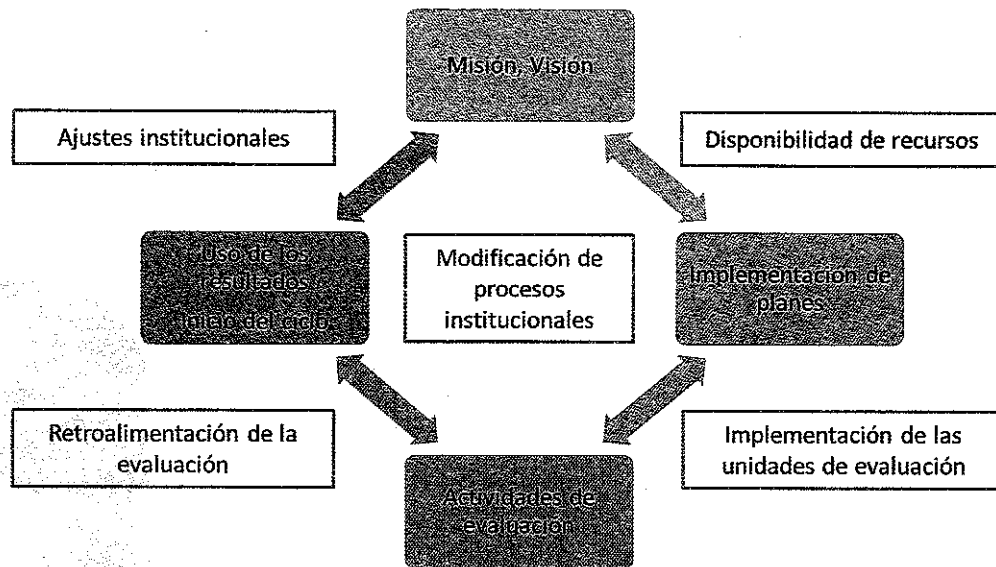 Misión, Visión
Ajustes institucionales
Disponibilidad de recursos
Uso de los
resultados
Inicio del ciclo
Modificación de
procesos
institucionales
Implementación de
planes
Retroalimentación de la
evaluación
Implementación de las
unidades de evaluación
Actividades de
evaluación